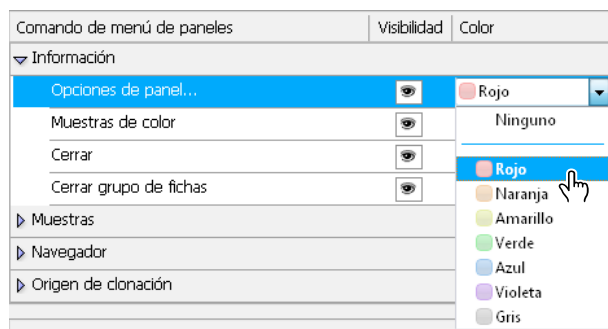 Comando de menú de paneles Visibilidad Color
Información
Opciones de panel... Rojo
Muestras de color Ninguno
Cerrar Rojo
Cerrar grupo de fichas Naranja
Muestras Amarillo
Verde
Navegador Azul
Origen de clonación Violeta
Gris